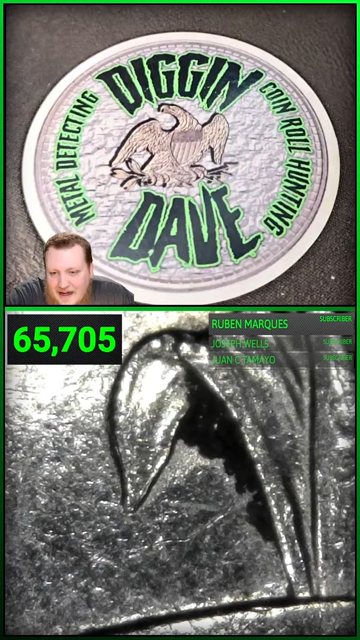 DIGGIN
METAL DETECTING
COIN ROLL HUNTING
DAVE
65,705
RUBEN MARQUES SUBSCRIBER
JOSEPH WELLS SUBSCRIBER
JUAN C TAMAYO SUBSCRIBER